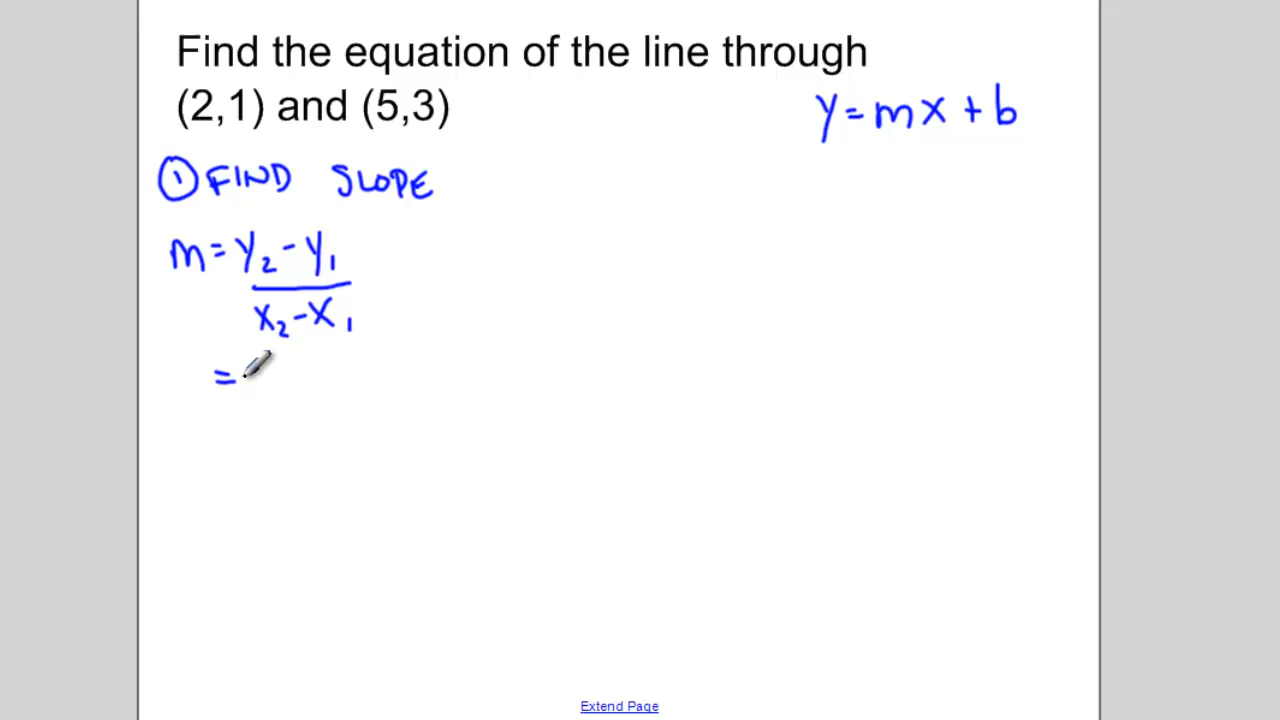 Find the equation of the line through
(2,1) and (5,3)
y = mx + b
① FIND SLOPE
m = y₂ - y₁
x₂ - x₁
=
Extend Page